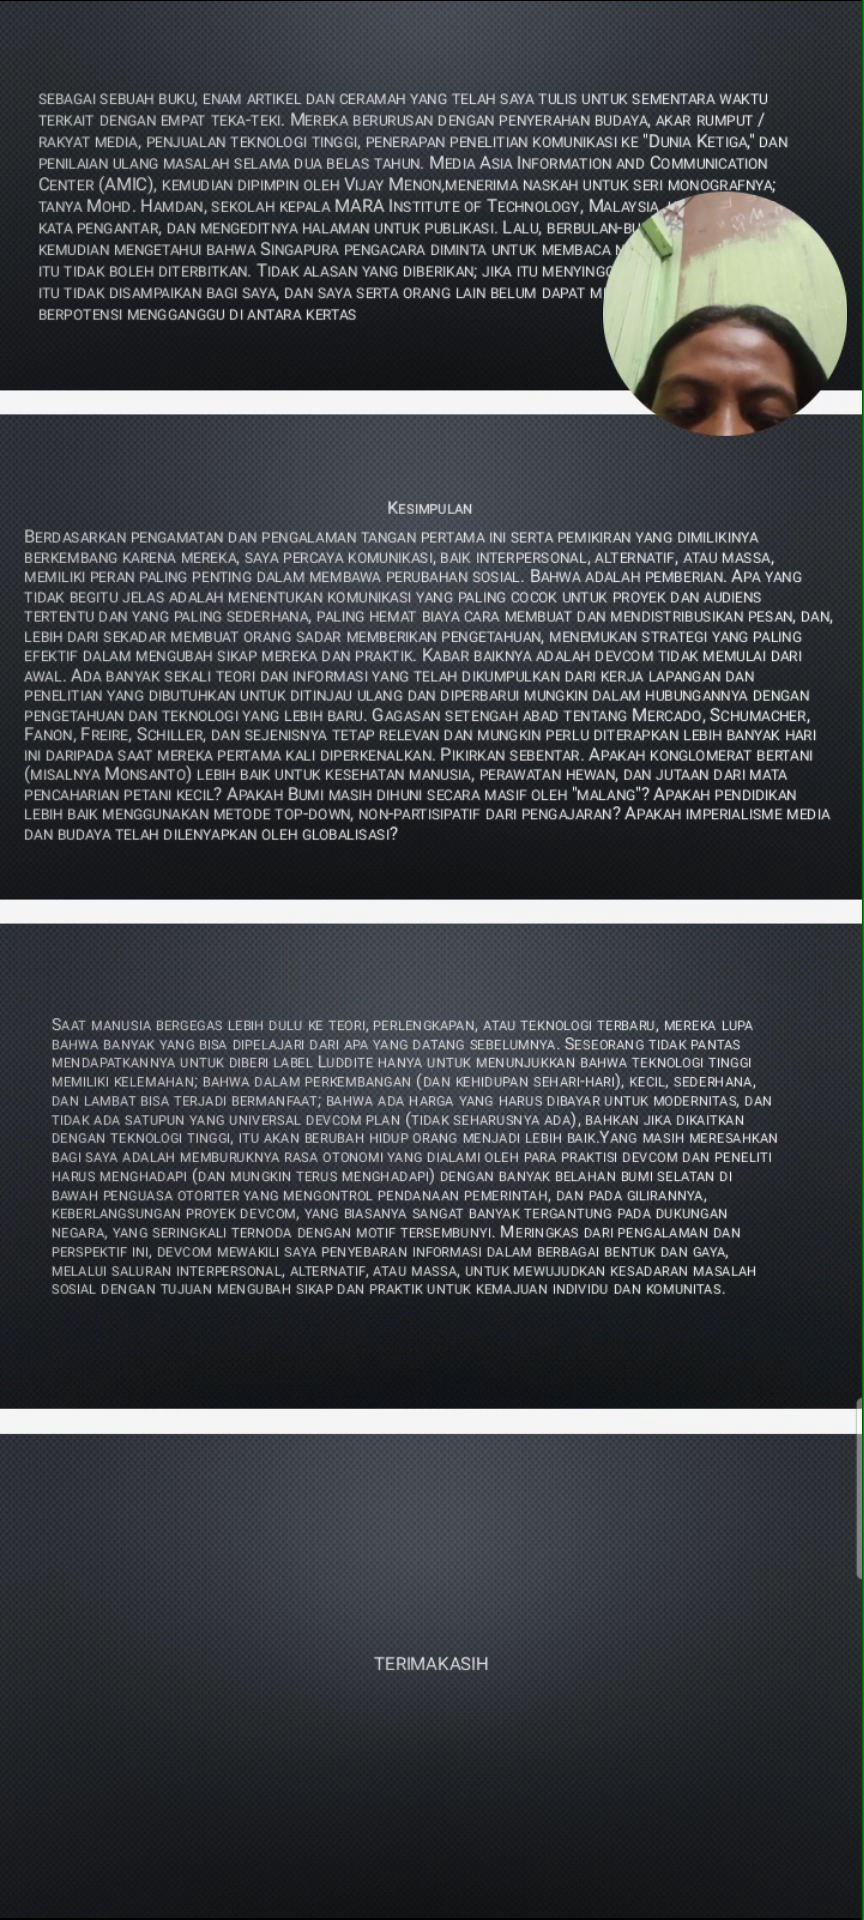 SEBAGAI SEBUAH BUKU, ENAM ARTIKEL DAN CERAMAH YANG TELAH SAYA TULIS UNTUK SEMENTARA WAKTU
TERKAIT DENGAN EMPAT TEKA-TEKI. MEREKA BERURUSAN DENGAN PENYERAHAN BUDAYA, AKAR RUMPUT /
RAKYAT MEDIA, PENJUALAN TEKNOLOGI TINGGI, PENERAPAN PENELITIAN KOMUNIKASI KE "DUNIA KETIGA," DAN
PENILAIAN ULANG MASALAH SELAMA DUA BELAS TAHUN. MEDIA ASIA INFORMATION AND COMMUNICATION
CENTER (AMIC), KEMUDIAN DIPIMPIN OLEH VIJAY MENON,MENERIMA NASKAH UNTUK SERI MONOGRAFNYA;
TANYA MOHD. HAMDAN, SEKOLAH KEPALA MARA INSTITUTE OF TECHNOLOGY, MALAYSIA,
KATA PENGANTAR, DAN MENGEDITNYA HALAMAN UNTUK PUBLIKASI. LALU, BERBULAN-
KEMUDIAN MENGETAHUI BAHWA SINGAPURA PENGACARA DIMINTA UNTUK MEMBACA
ITU TIDAK BOLEH DITERBITKAN. TIDAK ALASAN YANG DIBERIKAN; JIKA ITU
ITU TIDAK DISAMPAIKAN BAGI SAYA, DAN SAYA SERTA ORANG LAIN BELUM DAPAT
BERPOTENSI MENGGANGGU DI ANTARA KERTAS
KESIMPULAN
BERDASARKAN PENGAMATAN DAN PENGALAMAN TANGAN PERTAMA INI SERTA PEMIKIRAN YANG DIMILIKINYA
BERKEMBANG KARENA MEREKA, SAYA PERCAYA KOMUNIKASI, BAIK INTERPERSONAL, ALTERNATIF, ATAU MASSA,
MEMILIKI PERAN PALING PENTING DALAM MEMBAWA PERUBAHAN SOSIAL. BAHWA ADALAH PEMBERIAN. APA YANG
TIDAK BEGITU JELAS ADALAH MENENTUKAN KOMUNIKASI YANG PALING COCOK UNTUK PROYEK DAN AUDIENS
TERTENTU DAN YANG PALING SEDERHANA, PALING HEMAT BIAYA CARA MEMBUAT DAN MENDISTRIBUSIKAN PESAN, DAN,
LEBIH DARI SEKADAR MEMBUAT ORANG SADAR MEMBERIKAN PENGETAHUAN, MENEMUKAN STRATEGI YANG PALING
EFEKTIF DALAM MENGUBAH SIKAP MEREKA DAN PRAKTIK. KABAR BAIKNYA ADALAH DEVCOM TIDAK MEMULAI DARI
AWAL. ADA BANYAK SEKALI TEORI DAN INFORMASI YANG TELAH DIKUMPULKAN DARI KERJA LAPANGAN DAN
PENELITIAN YANG DIBUTUHKAN UNTUK DITINJAU ULANG DAN DIPERBARUI MUNGKIN DALAM HUBUNGANNYA DENGAN
PENGETAHUAN DAN TEKNOLOGI YANG LEBIH BARU. GAGASAN SETENGAH ABAD TENTANG MERCADO, SCHUMACHER,
FANON, FREIRE, SCHILLER, DAN SEJENISNYA TETAP RELEVAN DAN MUNGKIN PERLU DITERAPKAN LEBIH BANYAK HARI
INI DARIPADA SAAT MEREKA PERTAMA KALI DIPERKENALKAN. PIKIRKAN SEBENTAR. APAKAH KONGLOMERAT BERTANI
(MISALNYA MONSANTO) LEBIH BAIK UNTUK KESEHATAN MANUSIA, PERAWATAN HEWAN, DAN JUTAAN DARI MATA
PENCAHARIAN PETANI KECIL? APAKAH BUMI MASIH DIHUNI SECARA MASIF OLEH "MALANG"? APAKAH PENDIDIKAN
LEBIH BAIK MENGGUNAKAN METODE TOP-DOWN, NON-PARTISIPATIF DARI PENGAJARAN? APAKAH IMPERIALISME MEDIA
DAN BUDAYA TELAH DILENYAPKAN OLEH GLOBALISASI?
SAAT MANUSIA BERGEGAS LEBIH DULU KE TEORI, PERLENGKAPAN, ATAU TEKNOLOGI TERBARU, MEREKA LUPA
BAHWA BANYAK YANG BISA DIPELAJARI DARI APA YANG DATANG SEBELUMNYA. SESEORANG TIDAK PANTAS
MENDAPATKANNYA UNTUK DIBERI LABEL LUDDITE HANYA UNTUK MENUNJUKKAN BAHWA TEKNOLOGI TINGGI
MEMILIKI KELEMAHAN; BAHWA DALAM PERKEMBANGAN (DAN KEHIDUPAN SEHARI-HARI), KECIL, SEDERHANA,
DAN LAMBAT BISA TERJADI BERMANFAAT; BAHWA ADA HARGA YANG HARUS DIBAYAR UNTUK MODERNITAS, DAN
TIDAK ADA SATUPUN YANG UNIVERSAL DEVCOM PLAN (TIDAK SEHARUSNYA ADA), BAHKAN JIKA DIKAITKAN
DENGAN TEKNOLOGI TINGGI, ITU AKAN BERUBAH HIDUP ORANG MENJADI LEBIH BAIK.YANG MASIH MERESAHKAN
BAGI SAYA ADALAH MEMBURUKNYA RASA OTONOMI YANG DIALAMI OLEH PARA PRAKTISI DEVCOM DAN PENELITI
HARUS MENGHADAPI (DAN MUNGKIN TERUS MENGHADAPI) DENGAN BANYAK BELAHAN BUMI SELATAN DI
BAWAH PENGUASA OTORITER YANG MENGONTROL PENDANAAN PEMERINTAH, DAN PADA GILIRANNYA,
KEBERLANGSUNGAN PROYEK DEVCOM, YANG BIASANYA SANGAT BANYAK TERGANTUNG PADA DUKUNGAN
NEGARA, YANG SERINGKALI TERNODA DENGAN MOTIF TERSEMBUNYI. MERINGKAS DARI PENGALAMAN DAN
PERSPEKTIF INI, DEVCOM MEWAKILI SAYA PENYEBARAN INFORMASI DALAM BERBAGAI BENTUK DAN GAYA,
MELALUI SALURAN INTERPERSONAL, ALTERNATIF, ATAU MASSA, UNTUK MEWUJUDKAN KESADARAN MASALAH
SOSIAL DENGAN TUJUAN MENGUBAH SIKAP DAN PRAKTIK UNTUK KEMAJUAN INDIVIDU DAN KOMUNITAS.
TERIMAKASIH